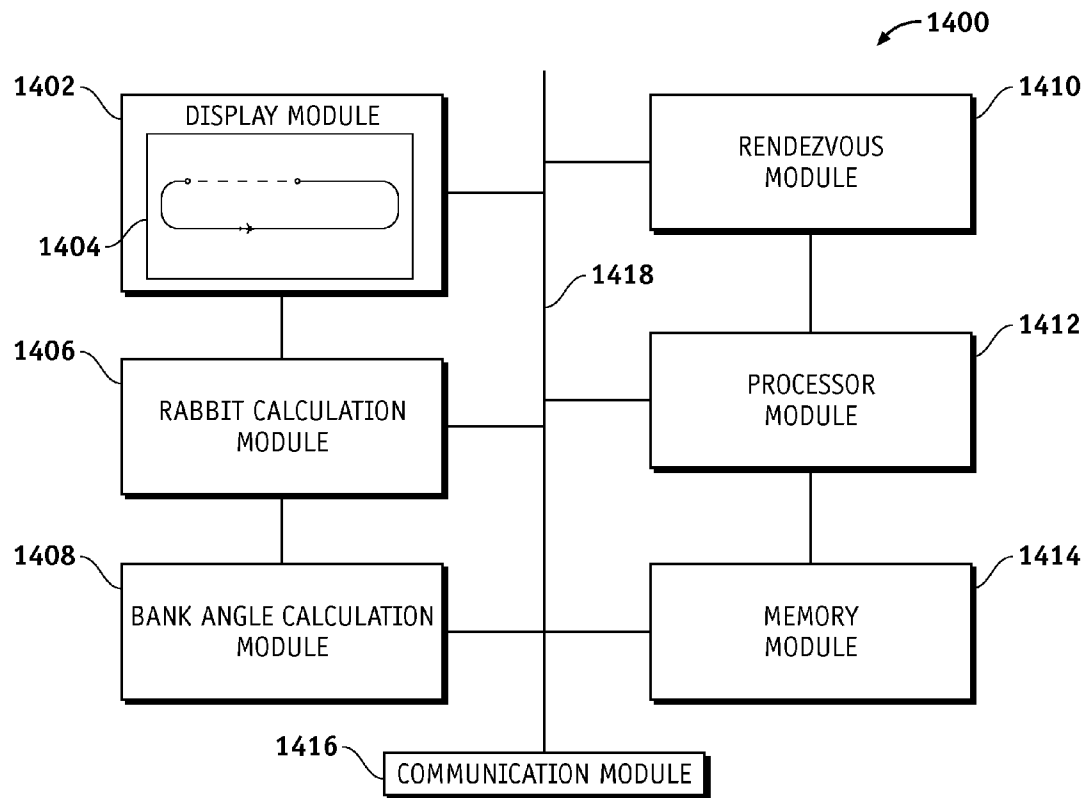 1400
1402
DISPLAY MODULE
1404
1410
RENDEZVOUS
MODULE
1418
1406
RABBIT CALCULATION
MODULE
1412
PROCESSOR
MODULE
1408
BANK ANGLE CALCULATION
MODULE
1414
MEMORY
MODULE
1416
COMMUNICATION MODULE